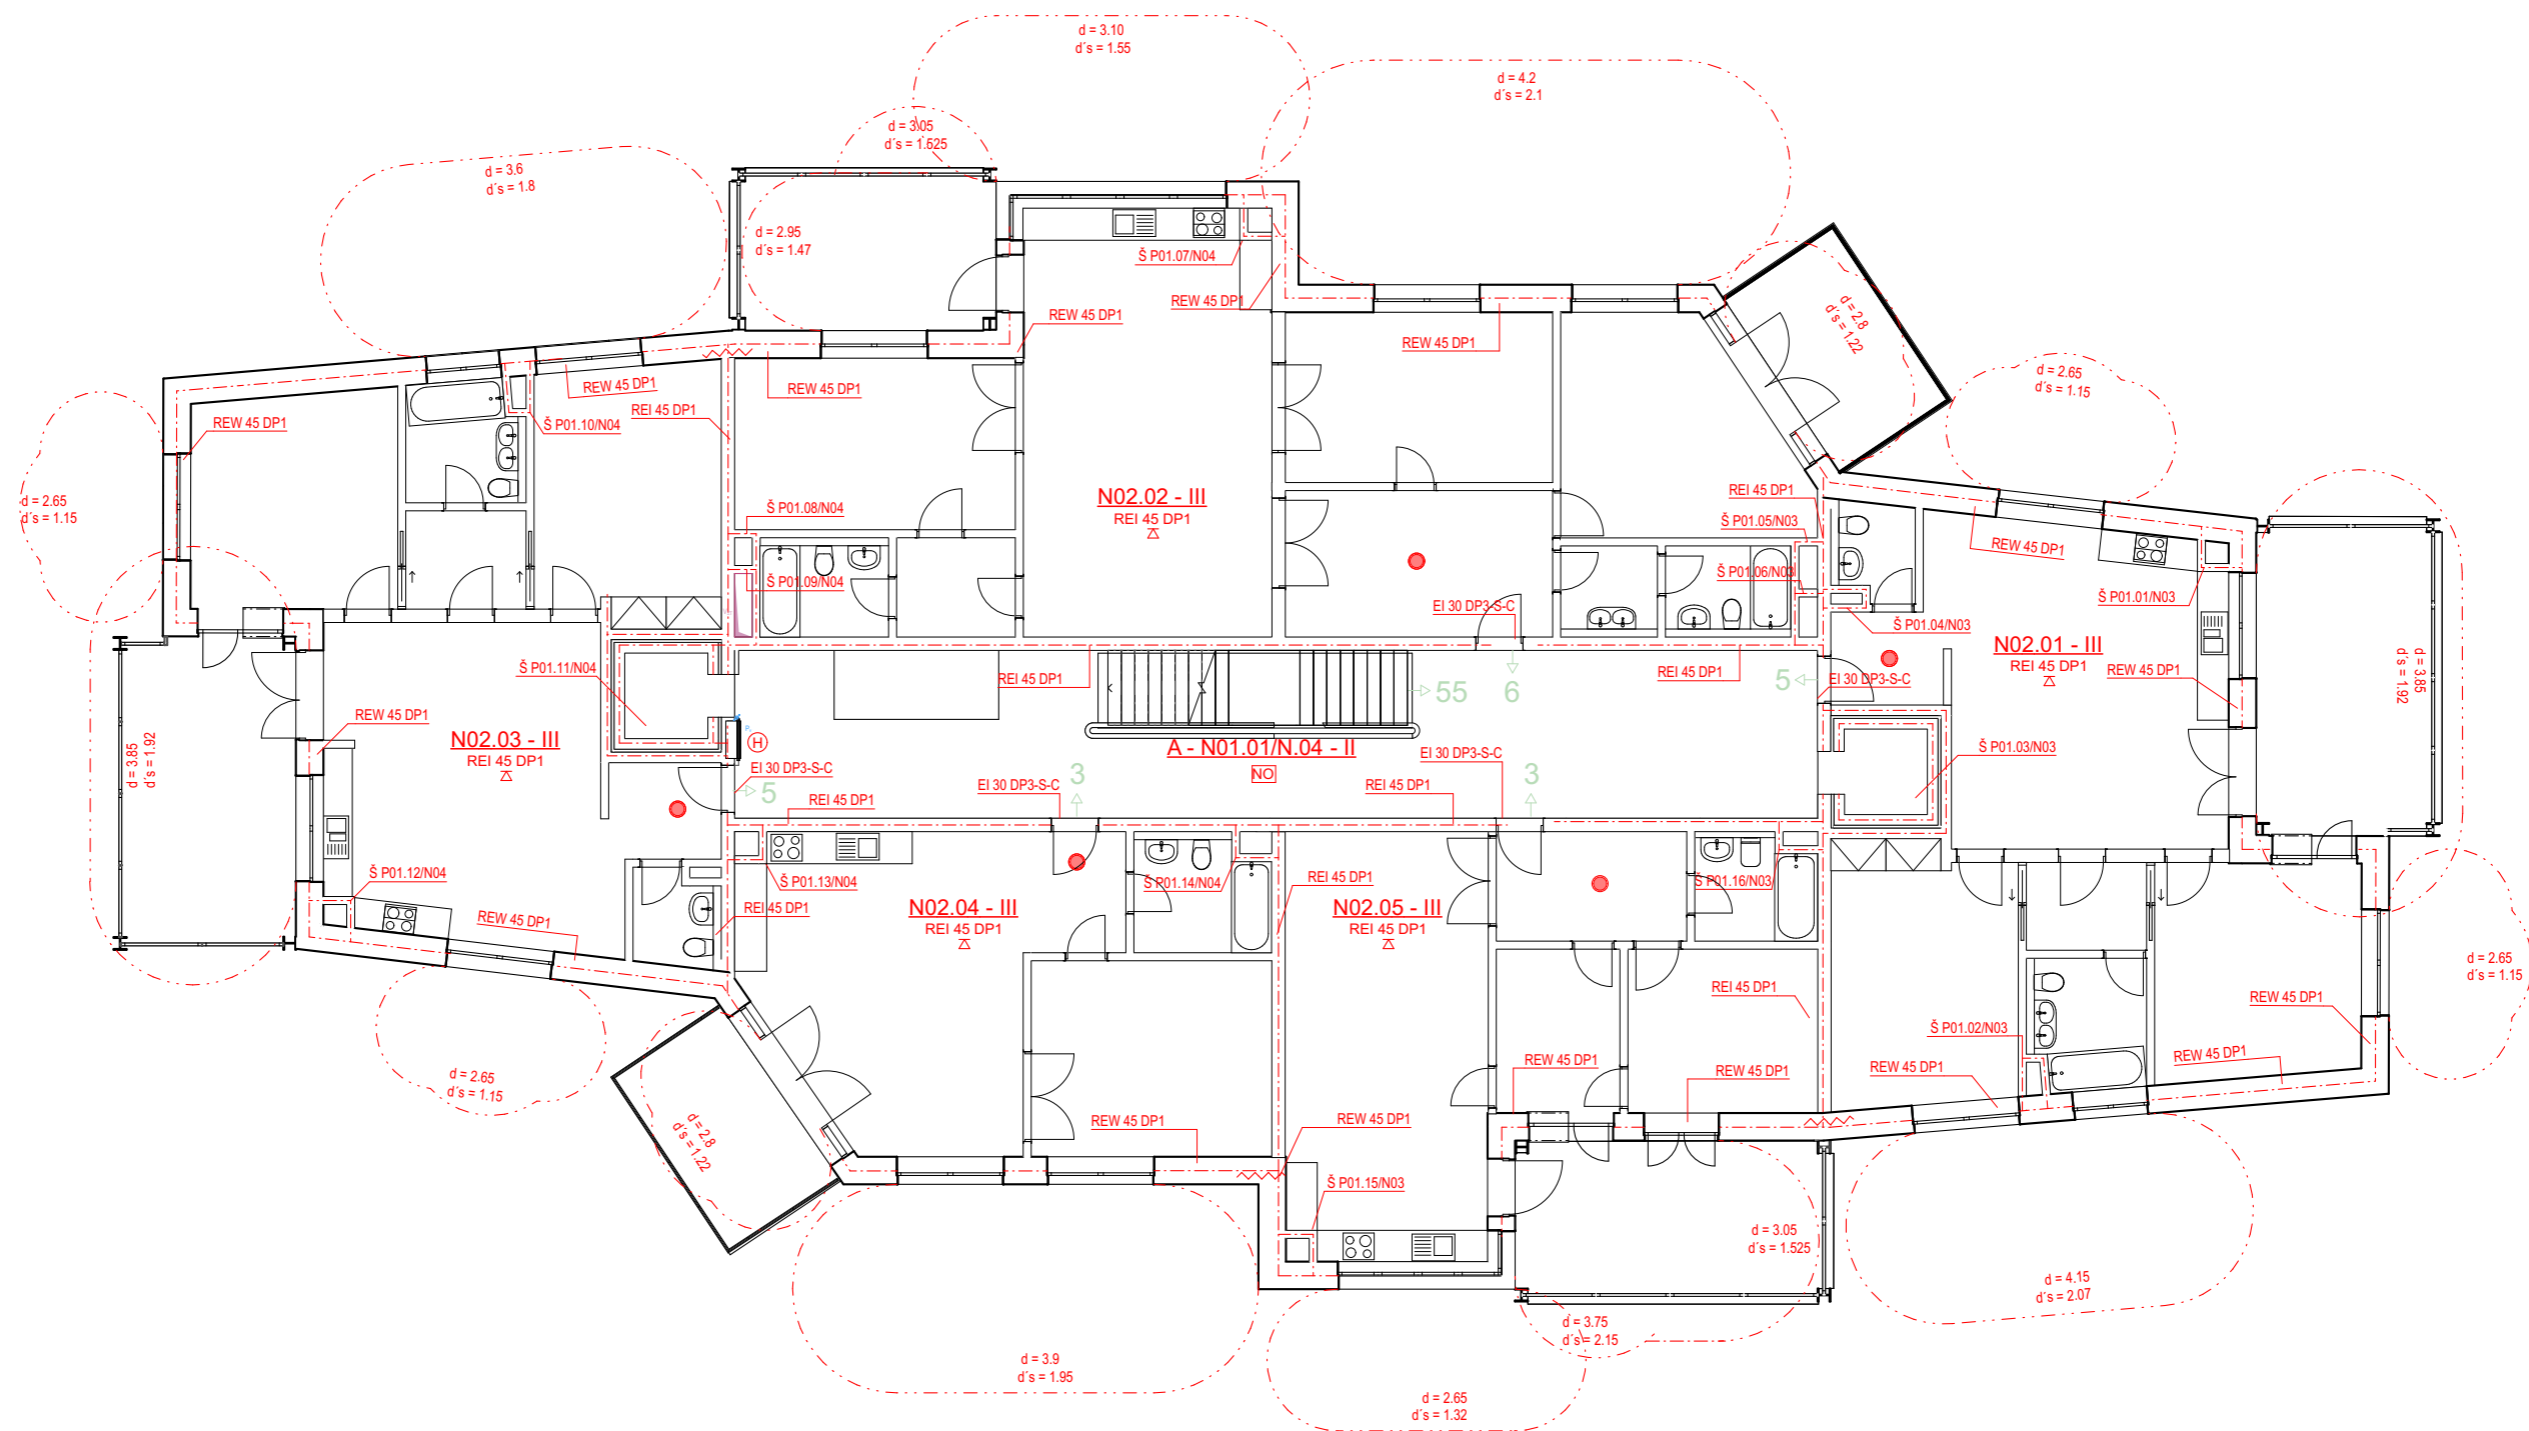 d = 3.10
d´s = 1.55
d = 4.2
d´s = 2.1
d = 3.05
d´s = 1.525
d = 3.6
d´s = 1.8
d = 2.95
d´s = 1.47
Š P01.07/N04
REW 45 DP1
REW 45 DP1
REW 45 DP1
d = 2.8
d´s = 1.22
d = 2.65
d´s = 1.15
REW 45 DP1
REW 45 DP1
REI 45 DP1
Š P01.10/N04
REW 45 DP1
d = 2.65
d´s = 1.15
N02.02 - III
REI 45 DP1
Š P01.08/N04
Š P01.09/N04
REI 45 DP1
Š P01.05/N03
Š P01.06/N03
REW 45 DP1
Š P01.01/N03
Š P01.04/N03
EI 30 DP3-S-C
N02.01 - III
REI 45 DP1
REW 45 DP1
d = 3.85
d´s = 1.92
Š P01.11/N04
REI 45 DP1
REI 45 DP1
EI 30 DP3-S-C
55
6
5
REW 45 DP1
N02.03 - III
REI 45 DP1
d = 3.85
d´s = 1.92
H
A - N01.01/N.04 - II
NO
EI 30 DP3-S-C
Š P01.03/N03
EI 30 DP3-S-C
5
EI 30 DP3-S-C
3
3
REI 45 DP1
REI 45 DP1
Š P01.12/N04
Š P01.13/N04
Š P01.14/N04
REI 45 DP1
Š P01.16/N03
REW 45 DP1
REI 45 DP1
N02.04 - III
REI 45 DP1
N02.05 - III
REI 45 DP1
d = 2.65
d´s = 1.15
REI 45 DP1
REW 45 DP1
Š P01.02/N03
d = 2.65
d´s = 1.15
REW 45 DP1
REW 45 DP1
REW 45 DP1
REW 45 DP1
d = 2.8
d´s = 1.22
REW 45 DP1
REW 45 DP1
Š P01.15/N03
d = 3.05
d´s = 1.525
d = 4.15
d´s = 2.07
d = 3.75
d´s = 2.15
d = 3.9
d´s = 1.95
d = 2.65
d´s = 1.32